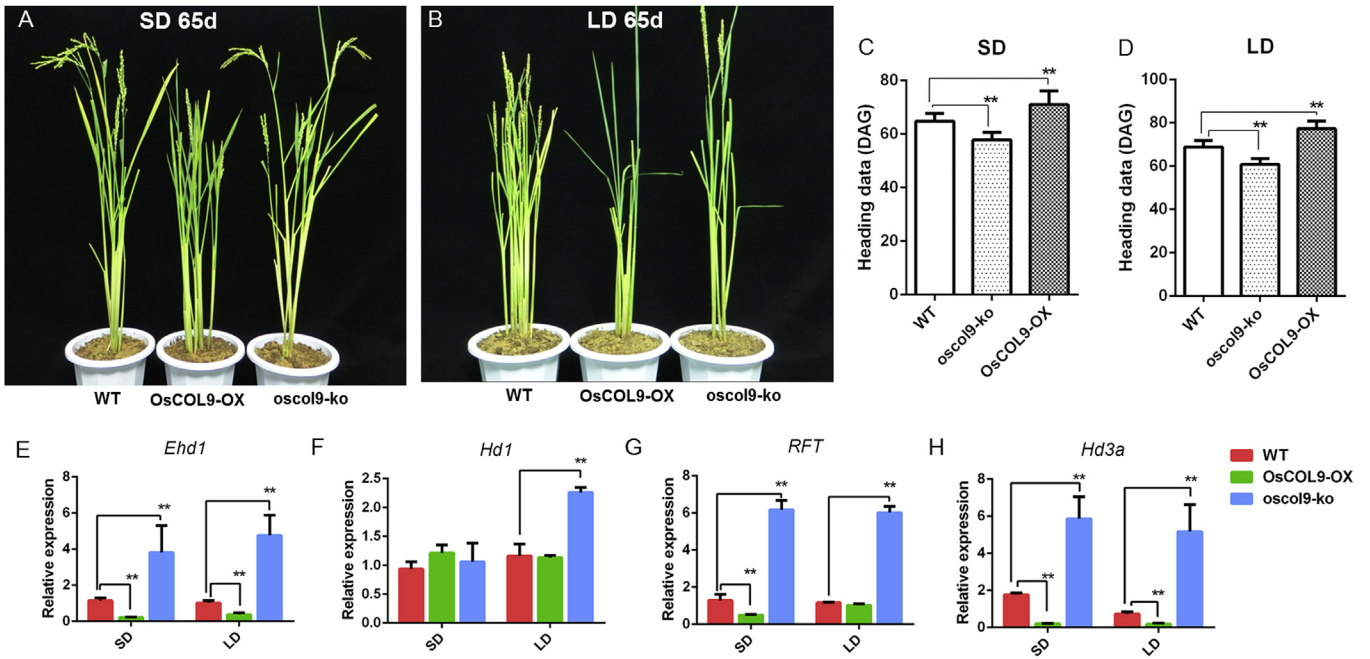 A
SD 65d
WT
OsCOL9-OX
oscol9-ko
B
LD 65d
WT
OsCOL9-OX
oscol9-ko
C
SD
Heading data (DAG)
80
60
40
20
0
**
**
WT
oscol9-ko
OsCOL9-OX
D
LD
Heading data (DAG)
100
80
60
40
20
0
**
**
WT
oscol9-ko
OsCOL9-OX
E
Ehd1
Relative expression
8
6
4
2
0
**
**
**
**
SD
LD
F
Hd1
Relative expression
2.5
2.0
1.5
1.0
0.5
0.0
**
SD
LD
G
RFT
Relative expression
8
6
4
2
0
**
**
**
SD
LD
H
Hd3a
Relative expression
8
6
4
2
0
**
**
**
**
SD
LD
WT
OsCOL9-OX
oscol9-ko